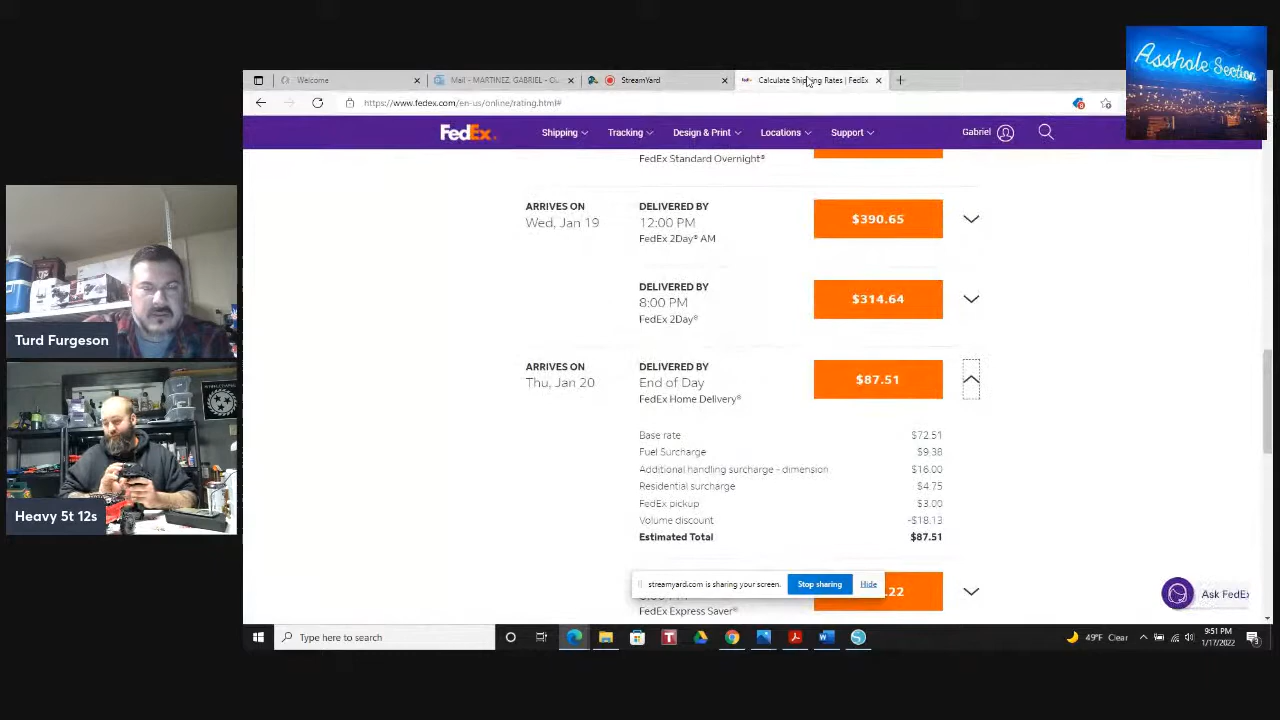 Asshole Section
Welcome
Mail - MARTINEZ, GABRIEL - Ou
StreamYard
Calculate Shipping Rates | FedEx
https://www.fedex.com/en-us/online/rating.html#
FedEx
Shipping
Tracking
Design & Print
Locations
Support
Gabriel
FedEx Standard Overnight®
ARRIVES ON
Wed, Jan 19
DELIVERED BY
12:00 PM
FedEx 2Day® AM
$390.65
DELIVERED BY
8:00 PM
FedEx 2Day®
$314.64
ARRIVES ON
Thu, Jan 20
DELIVERED BY
End of Day
FedEx Home Delivery®
$87.51
Base rate $72.51
Fuel Surcharge $9.38
Additional handling surcharge - dimension $16.00
Residential surcharge $4.75
FedEx pickup $3.00
Volume discount -$18.13
Estimated Total $87.51
streamyard.com is sharing your screen.
Stop sharing
Hide
.22
FedEx Express Saver®
Ask FedEx
Turd Furgeson
Heavy 5t 12s
Type here to search
49°F Clear
9:51 PM
1/17/2022